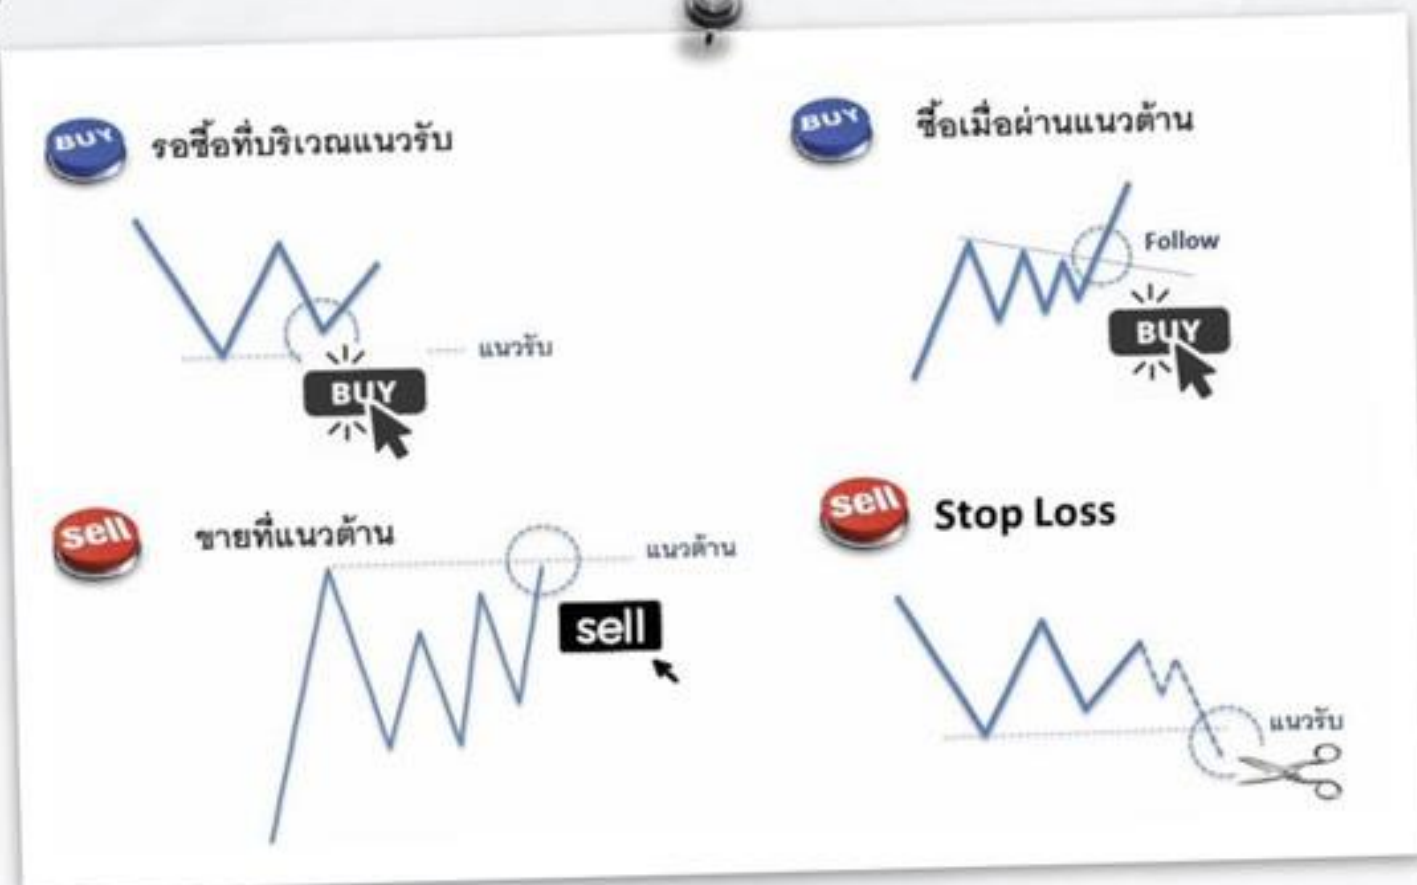 BUY รอซื้อที่บริเวณแนวรับ
แนวรับ
BUY
BUY ซื้อเมื่อผ่านแนวต้าน
Follow
BUY
sell ขายที่แนวต้าน
แนวต้าน
sell
sell Stop Loss
แนวรับ